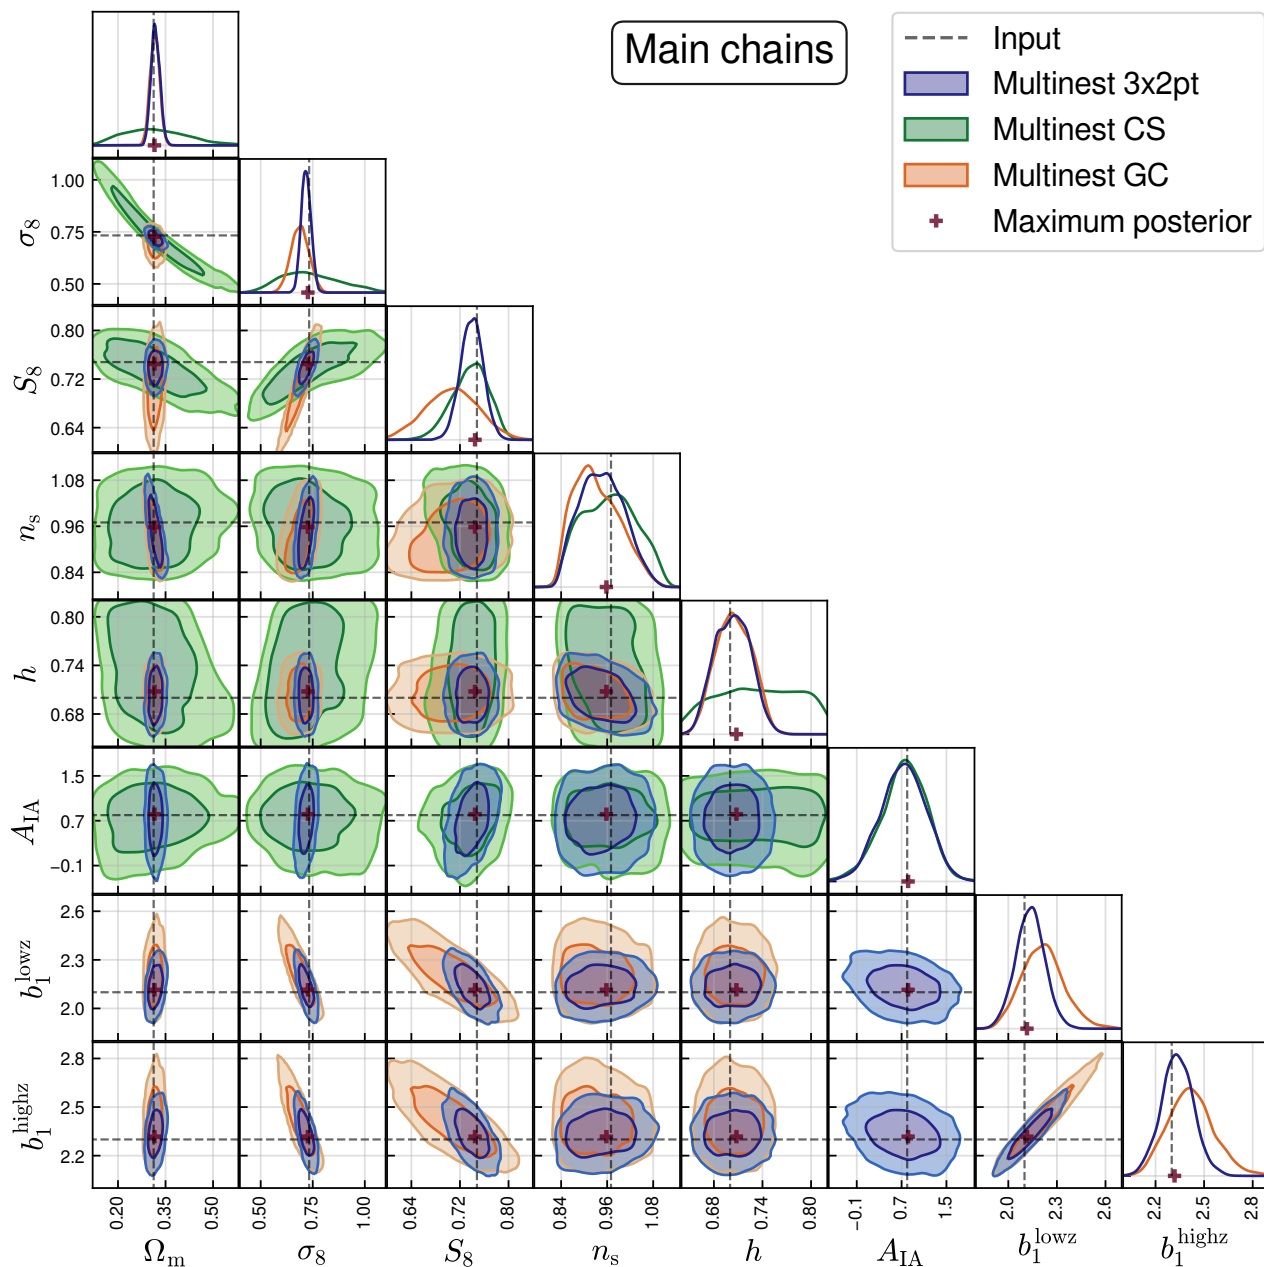 Main chains
Input
Multinest 3x2pt
Multinest CS
Multinest GC
Maximum posterior
1.00
0.75
0.50
σ8
0.80
0.72
0.64
S8
1.08
0.96
0.84
ns
0.80
0.74
0.68
h
1.5
0.7
−0.1
AIA
2.6
2.3
2.0
b1lowz
2.8
2.5
2.2
b1highz
0.20 0.35 0.50 0.50 0.75 1.00 0.64 0.72 0.80 0.84 0.96 1.08 0.68 0.74 0.80 −0.1 0.7 1.5 2.0 2.3 2.6 2.2 2.5 2.8
Ωm σ8 S8 ns h AIA b1lowz b1highz